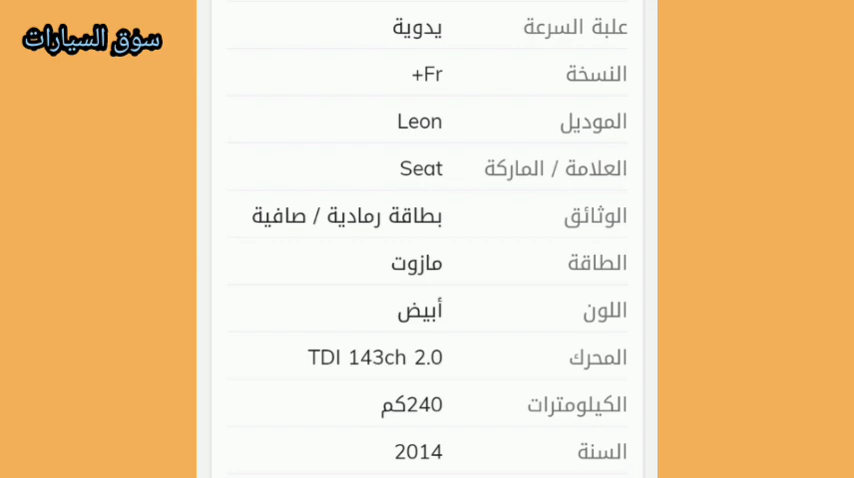 سوق السيارات
علبة السرعة يدوية
النسخة Fr+
الموديل Leon
العلامة / الماركة Seat
الوثائق بطاقة رمادية / صافية
الطاقة مازوت
اللون أبيض
المحرك 2.0 TDI 143ch
الكيلومترات 240كم
السنة 2014